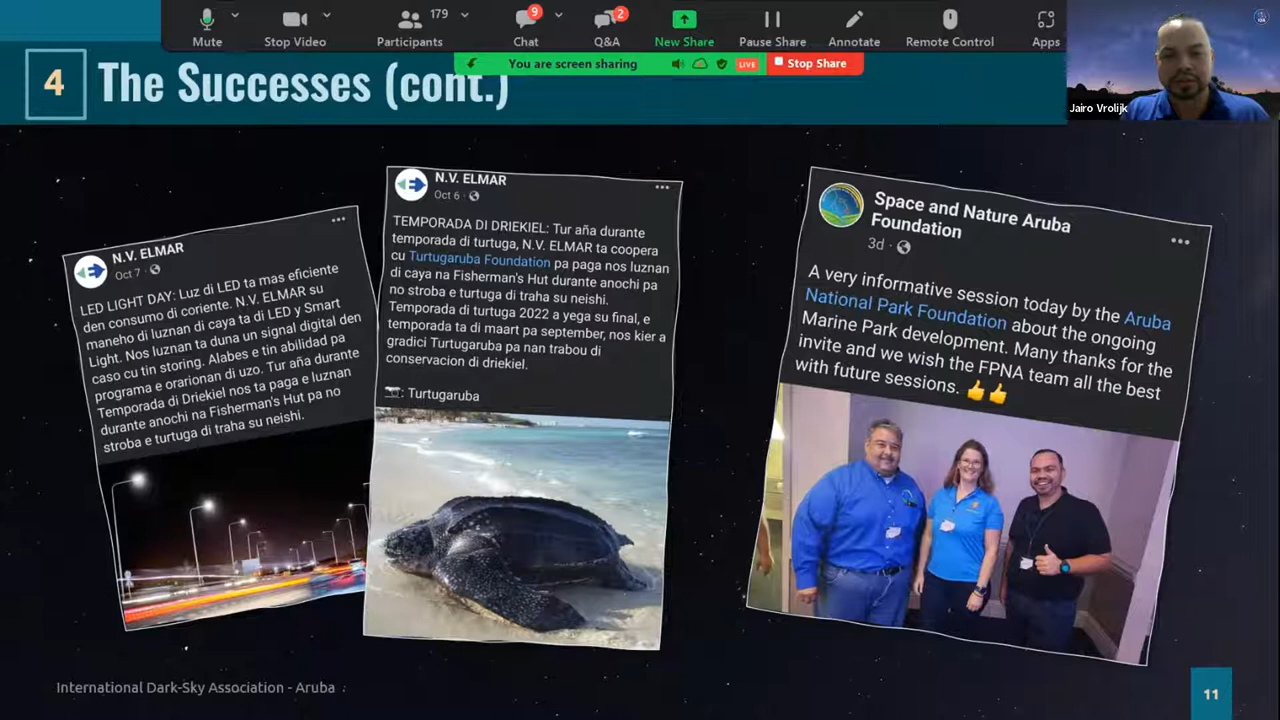 Mute
Stop Video
179
Participants
9
Chat
2
Q&A
New Share
Pause Share
Annotate
Remote Control
Apps
You are screen sharing
LIVE
Stop Share
Jairo Vrolijk
4
The Successes (cont.)
N.V. ELMAR
Oct 7 ·
LED LIGHT DAY: Luz di LED ta mas eficiente
den consumo di coriente. N.V. ELMAR su
maneho di luznan di caya ta di LED y Smart
Light. Nos luznan ta duna un signal digital den
caso cu tin storing. Alabes e tin abilidad pa
programa e orarionan di uzo. Tur aña durante
Temporada di Driekiel nos ta paga e luznan
durante anochi na Fisherman's Hut pa no
stroba e turtuga di traha su neishi.
N.V. ELMAR
Oct 6 ·
TEMPORADA DI DRIEKIEL: Tur aña durante
temporada di turtuga, N.V. ELMAR ta coopera
cu Turtugaruba Foundation pa paga nos luznan
di caya na Fisherman's Hut durante anochi pa
no stroba e turtuga di traha su neishi.
Temporada di turtuga 2022 a yega su final, e
temporada ta di maart pa september, nos kier a
gradici Turtugaruba pa nan trabou di
conservacion di driekiel.
: Turtugaruba
Space and Nature Aruba
Foundation
3d ·
A very informative session today by the Aruba
National Park Foundation about the ongoing
Marine Park development. Many thanks for the
invite and we wish the FPNA team all the best
with future sessions. 👍👍
International Dark-Sky Association - Aruba
11